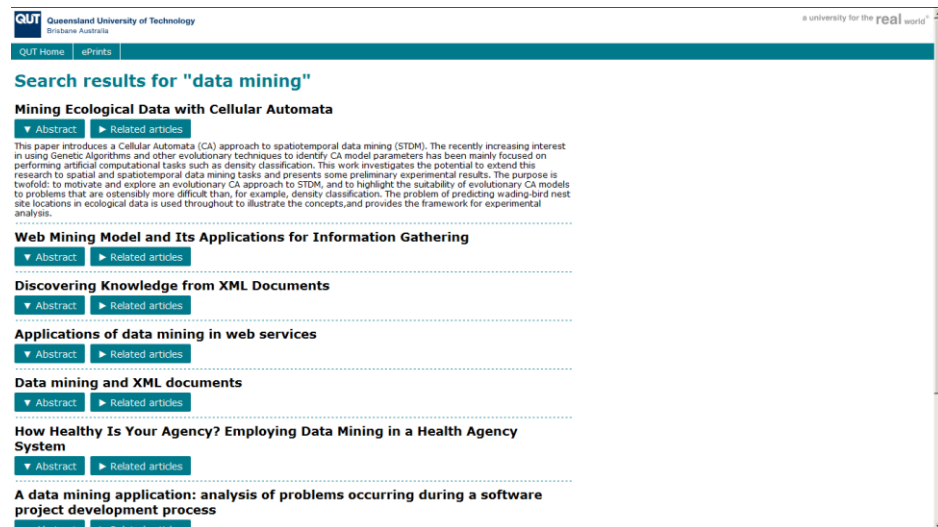 QUT Queensland University of Technology
Brisbane Australia
a university for the real world
QUT Home ePrints
Search results for "data mining"
Mining Ecological Data with Cellular Automata
▼ Abstract ► Related articles
This paper introduces a Cellular Automata (CA) approach to spatiotemporal data mining (STDM). The recently increasing interest
in using Genetic Algorithms and other evolutionary techniques to identify CA model parameters has been mainly focused on
performing artificial computational tasks such as density classification. This work investigates the potential to extend this
research to spatial and spatiotemporal data mining tasks and presents some preliminary experimental results. The purpose is
twofold: to motivate and explore an evolutionary CA approach to STDM, and to highlight the suitability of evolutionary CA models
to problems that are ostensibly more difficult than, for example, density classification. The problem of predicting wading-bird nest
site locations in ecological data is used throughout to illustrate the concepts,and provides the framework for experimental
analysis.
Web Mining Model and Its Applications for Information Gathering
▼ Abstract ► Related articles
Discovering Knowledge from XML Documents
▼ Abstract ► Related articles
Applications of data mining in web services
▼ Abstract ► Related articles
Data mining and XML documents
▼ Abstract ► Related articles
How Healthy Is Your Agency? Employing Data Mining in a Health Agency
System
▼ Abstract ► Related articles
A data mining application: analysis of problems occurring during a software
project development process